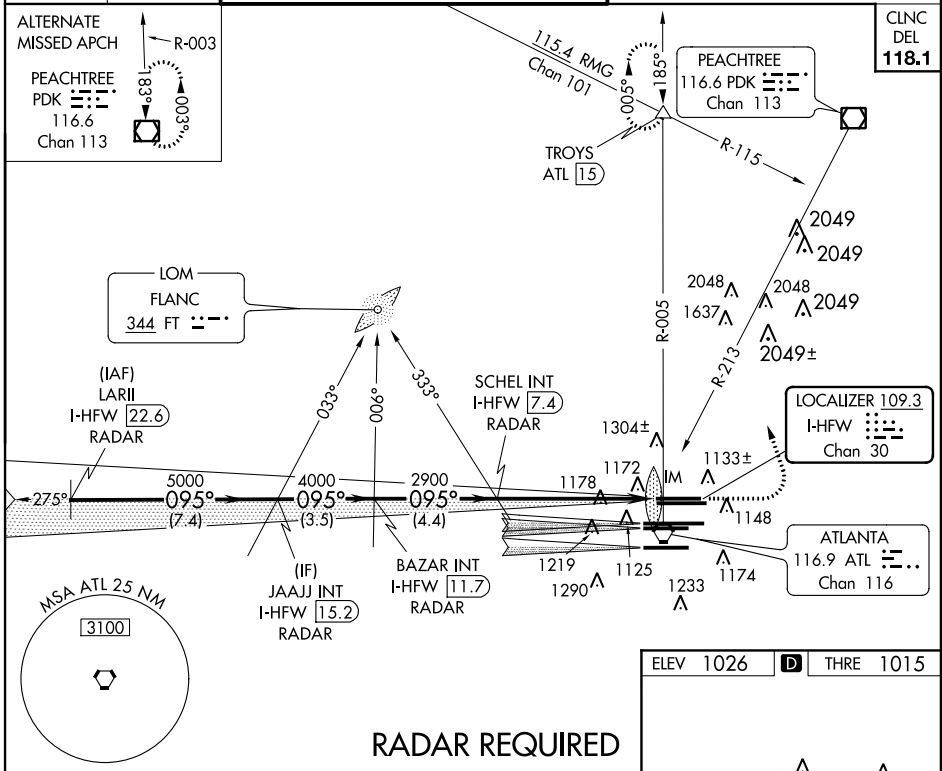 ALTERNATE
MISSED APCH
R-003
PEACHTREE
PDK
116.6
Chan 113
183°
003°
115.4 RMG
Chan 101
005°
185°
PEACHTREE
116.6 PDK
Chan 113
CLNC
DEL
118.1
TROYS
ATL 15
R-115
2049
2049
2048
2048
2049
1637
2049±
R-005
R-213
LOM
FLANC
344 FT
(IAF)
LARII
I-HFW 22.6
RADAR
033°
006°
333°
SCHEL INT
I-HFW 7.4
RADAR
LOCALIZER 109.3
I-HFW
Chan 30
1304±
1172
IM
1133±
1178
1148
275°
5000
095°
(7.4)
4000
095°
(3.5)
2900
095°
(4.4)
1219
1125
1290
1233
1174
ATLANTA
116.9 ATL
Chan 116
(IF)
JAAJJ INT
I-HFW 15.2
RADAR
BAZAR INT
I-HFW 11.7
RADAR
MSA ATL 25 NM
3100
ELEV 1026 D THRE 1015
RADAR REQUIRED